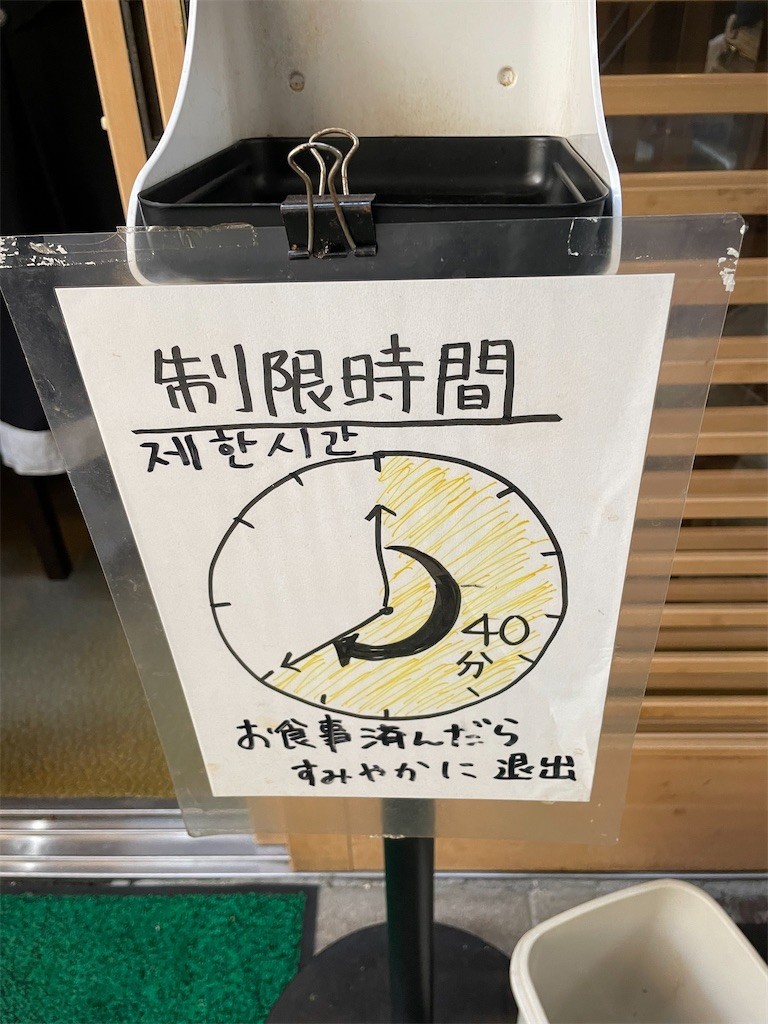 制限時間
제한시간
40
分
お食事済んだら
すみやかに退出